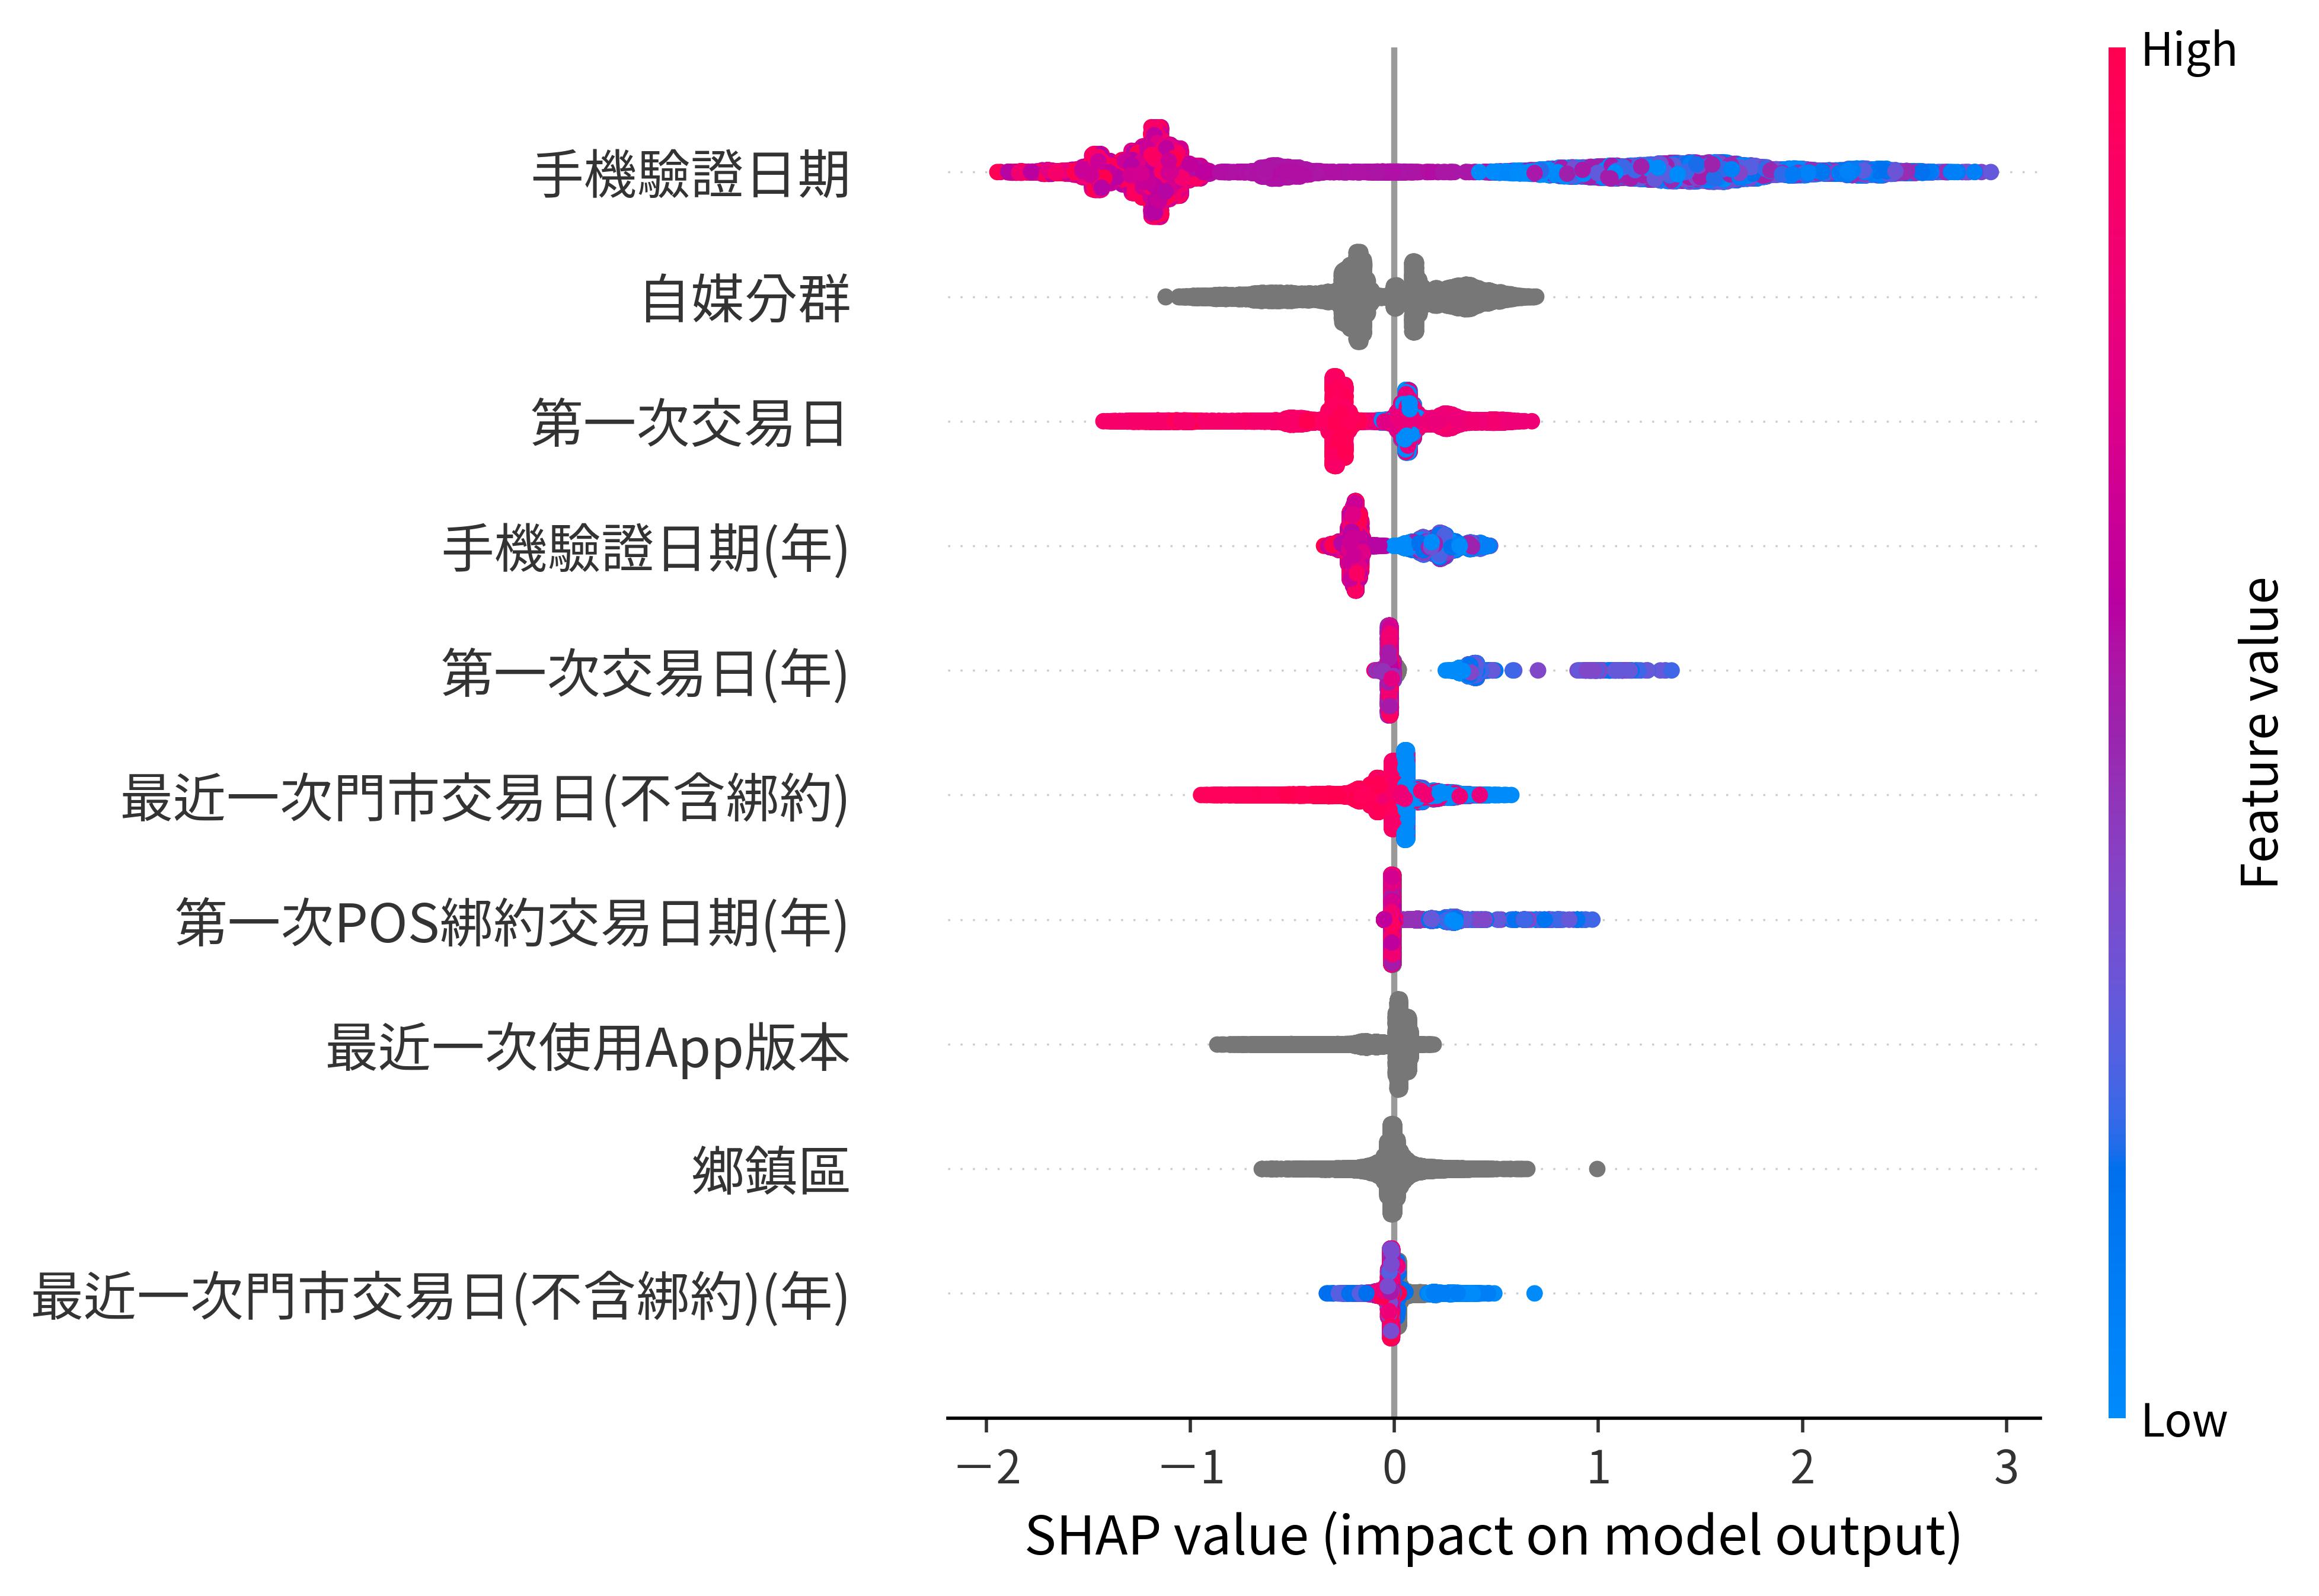 High
手機驗證日期
自媒分群
第一次交易日
手機驗證日期(年)
第一次交易日(年)
最近一次門市交易日(不含綁約)
第一次POS綁約交易日期(年)
最近一次使用App版本
鄉鎮區
最近一次門市交易日(不含綁約)(年)
Feature value
Low
−2 −1 0 1 2 3
SHAP value (impact on model output)